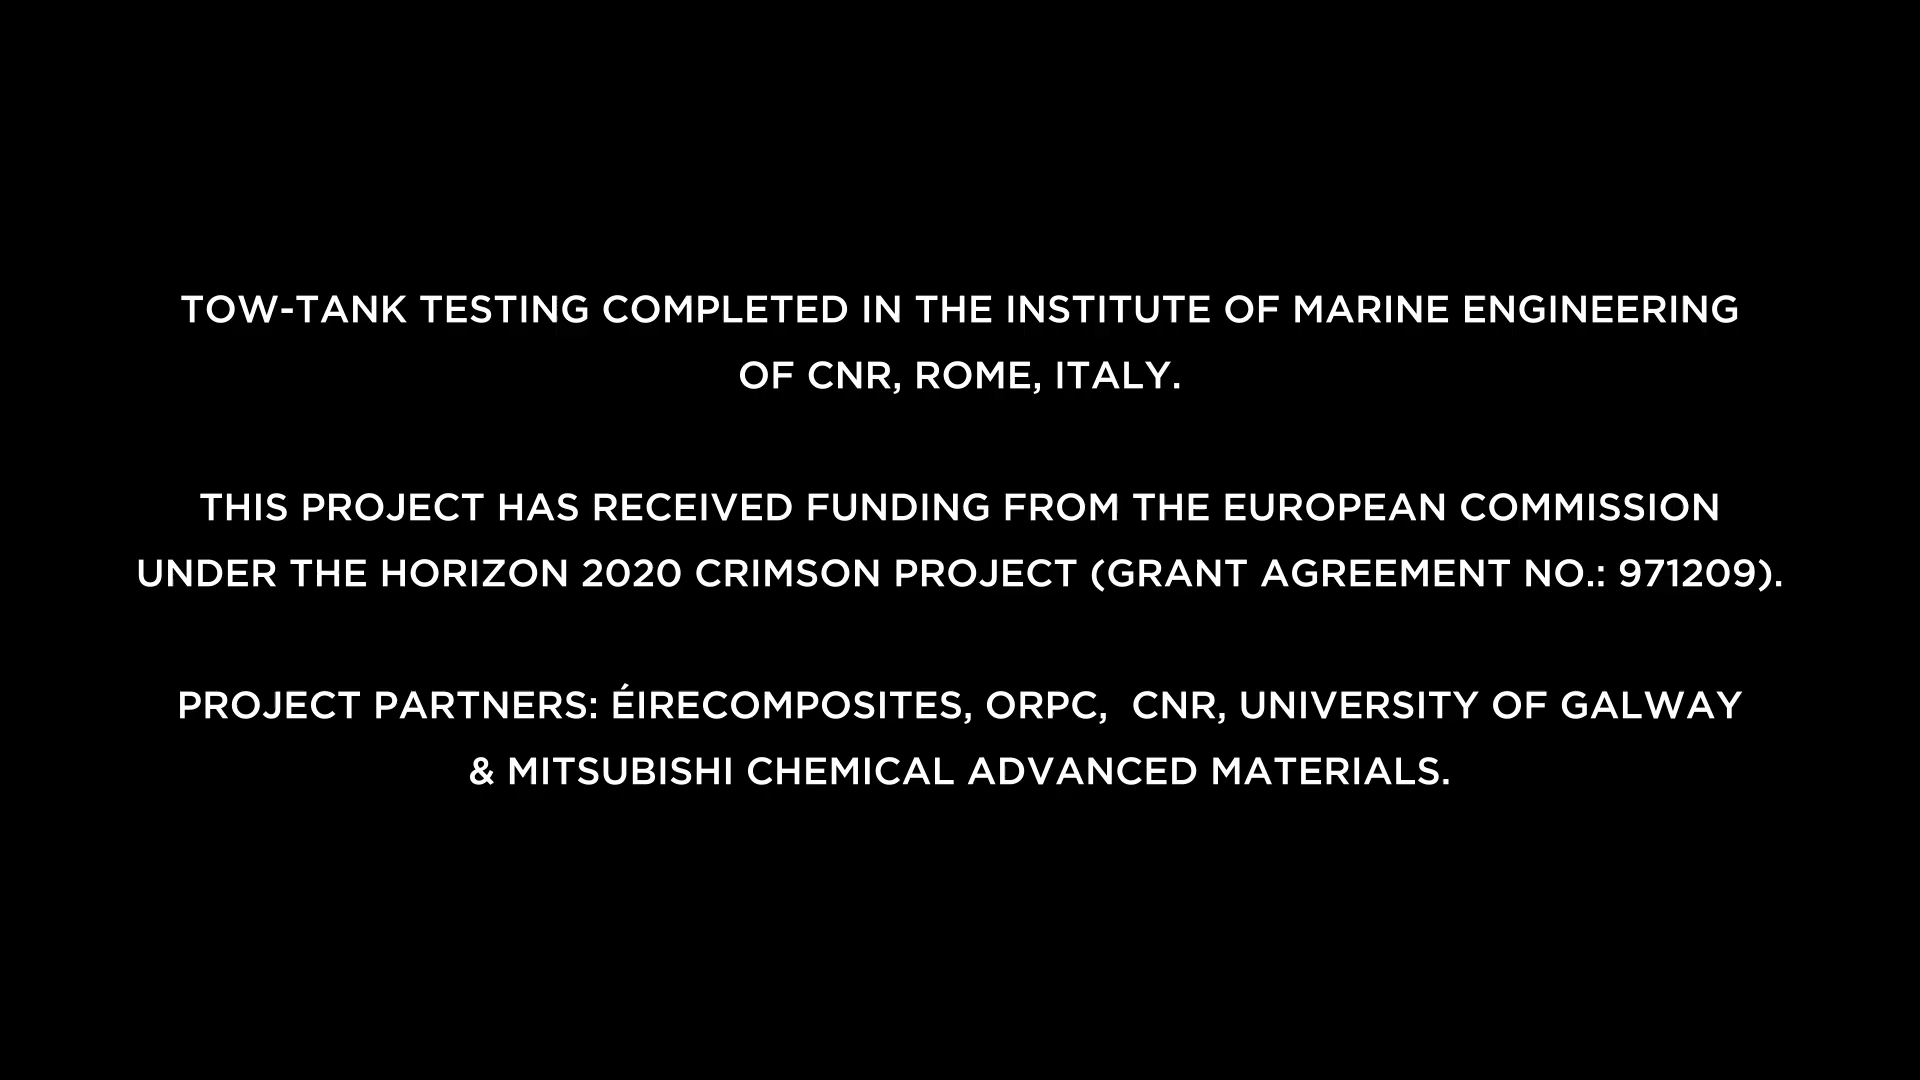 TOW-TANK TESTING COMPLETED IN THE INSTITUTE OF MARINE ENGINEERING
OF CNR, ROME, ITALY.
THIS PROJECT HAS RECEIVED FUNDING FROM THE EUROPEAN COMMISSION
UNDER THE HORIZON 2020 CRIMSON PROJECT (GRANT AGREEMENT NO.: 971209).
PROJECT PARTNERS: ÉIRECOMPOSITES, ORPC,  CNR, UNIVERSITY OF GALWAY
& MITSUBISHI CHEMICAL ADVANCED MATERIALS.